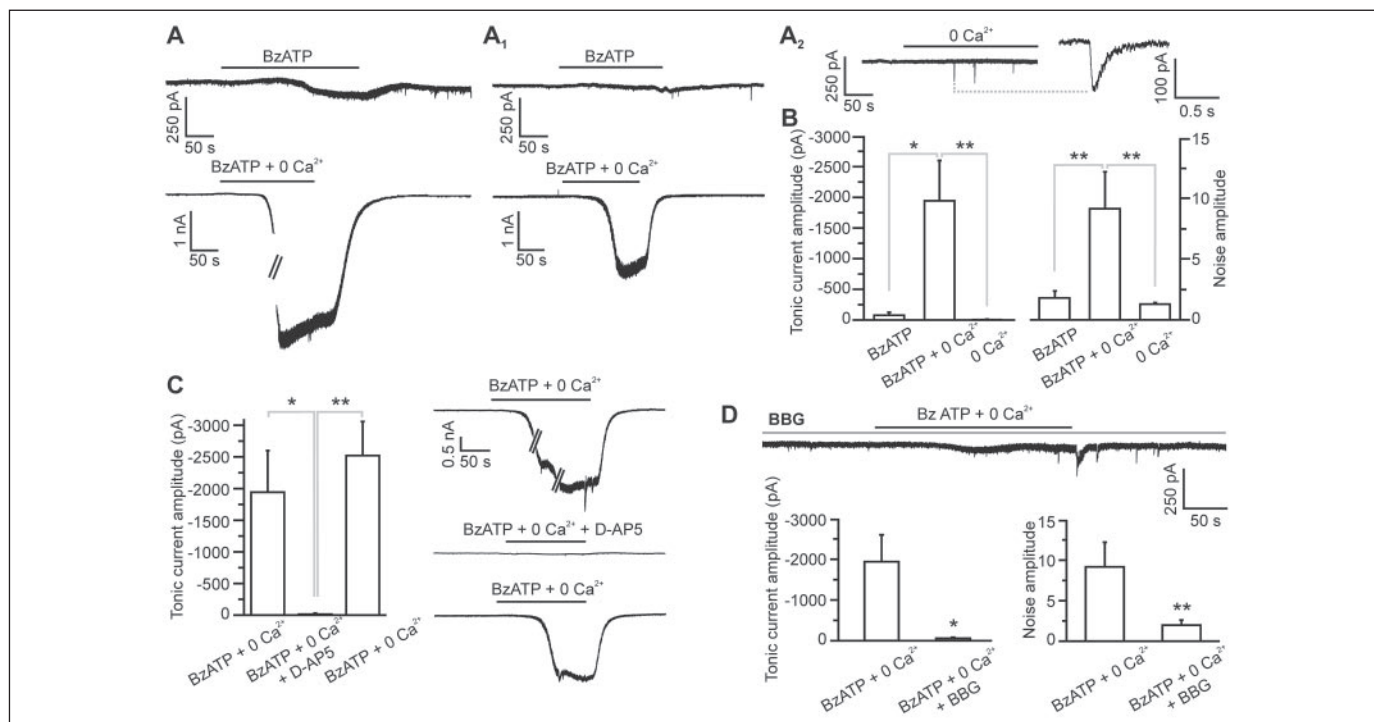 A
BzATP
250 pA
50 s
BzATP + 0 Ca²⁺
1 nA
50 s
A₁
BzATP
250 pA
50 s
BzATP + 0 Ca²⁺
1 nA
50 s
A₂
0 Ca²⁺
250 pA
50 s
100 pA
0.5 s
B
Tonic current amplitude (pA)
-3000
-2500
-2000
-1500
-1000
-500
0
* **
BzATP
BzATP + 0 Ca²⁺
0 Ca²⁺
** **
15
10
5
0
Noise amplitude
BzATP
BzATP + 0 Ca²⁺
0 Ca²⁺
C
Tonic current amplitude (pA)
-3000
-2500
-2000
-1500
-1000
-500
0
* **
BzATP + 0 Ca²⁺
BzATP + 0 Ca²⁺
+ D-AP5
BzATP + 0 Ca²⁺
BzATP + 0 Ca²⁺
0.5 nA
50 s
BzATP + 0 Ca²⁺ + D-AP5
BzATP + 0 Ca²⁺
D
BBG
Bz ATP + 0 Ca²⁺
250 pA
50 s
Tonic current amplitude (pA)
-3000
-2000
-1000
0
*
BzATP + 0 Ca²⁺
BzATP + 0 Ca²⁺
+ BBG
Noise amplitude
15
10
5
0
**
BzATP + 0 Ca²⁺
BzATP + 0 Ca²⁺
+ BBG